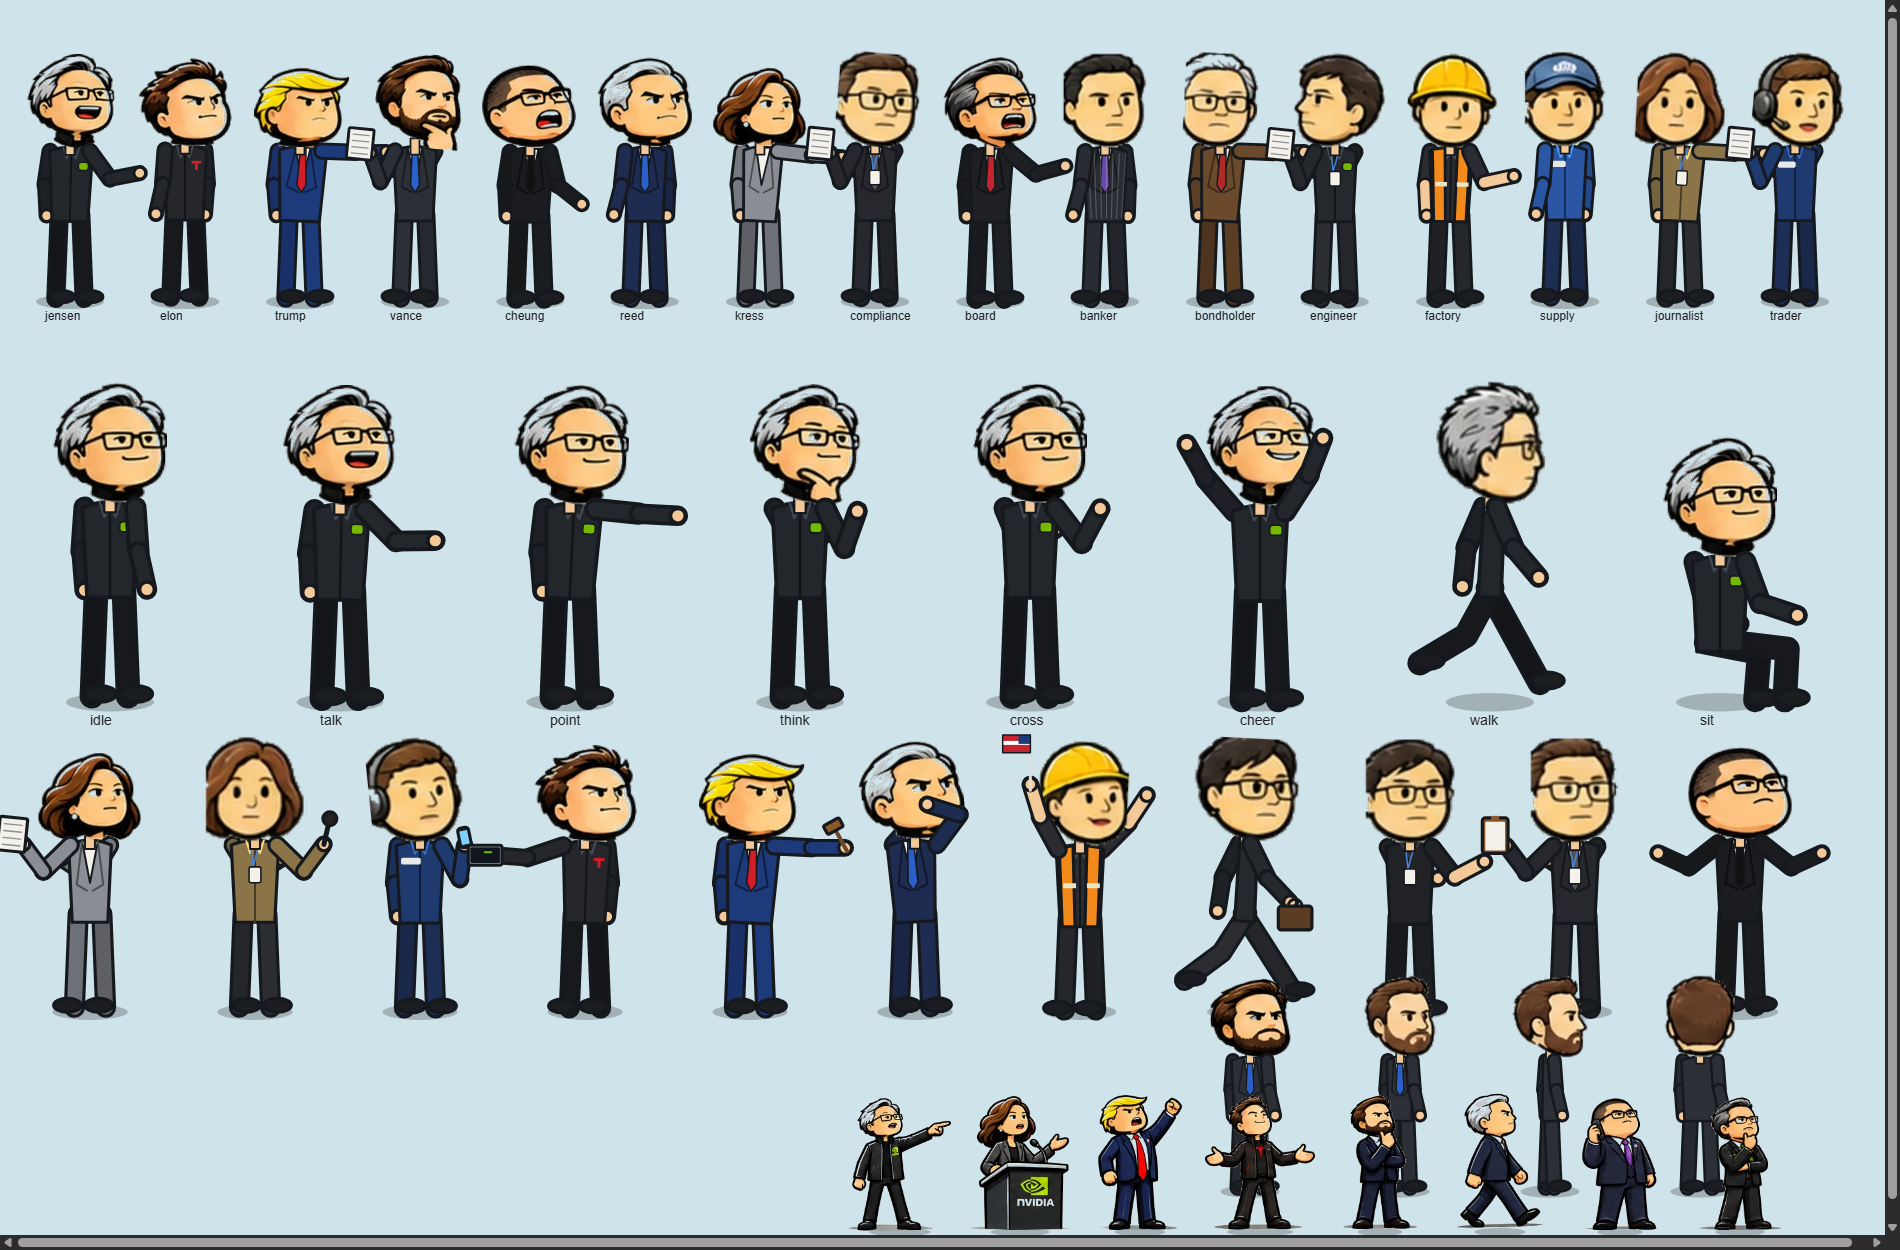 jensen
elon
trump
vance
cheung
reed
kress
compliance
board
banker
bondholder
engineer
factory
supply
journalist
trader
idle
talk
point
think
cross
cheer
walk
sit
NVIDIA